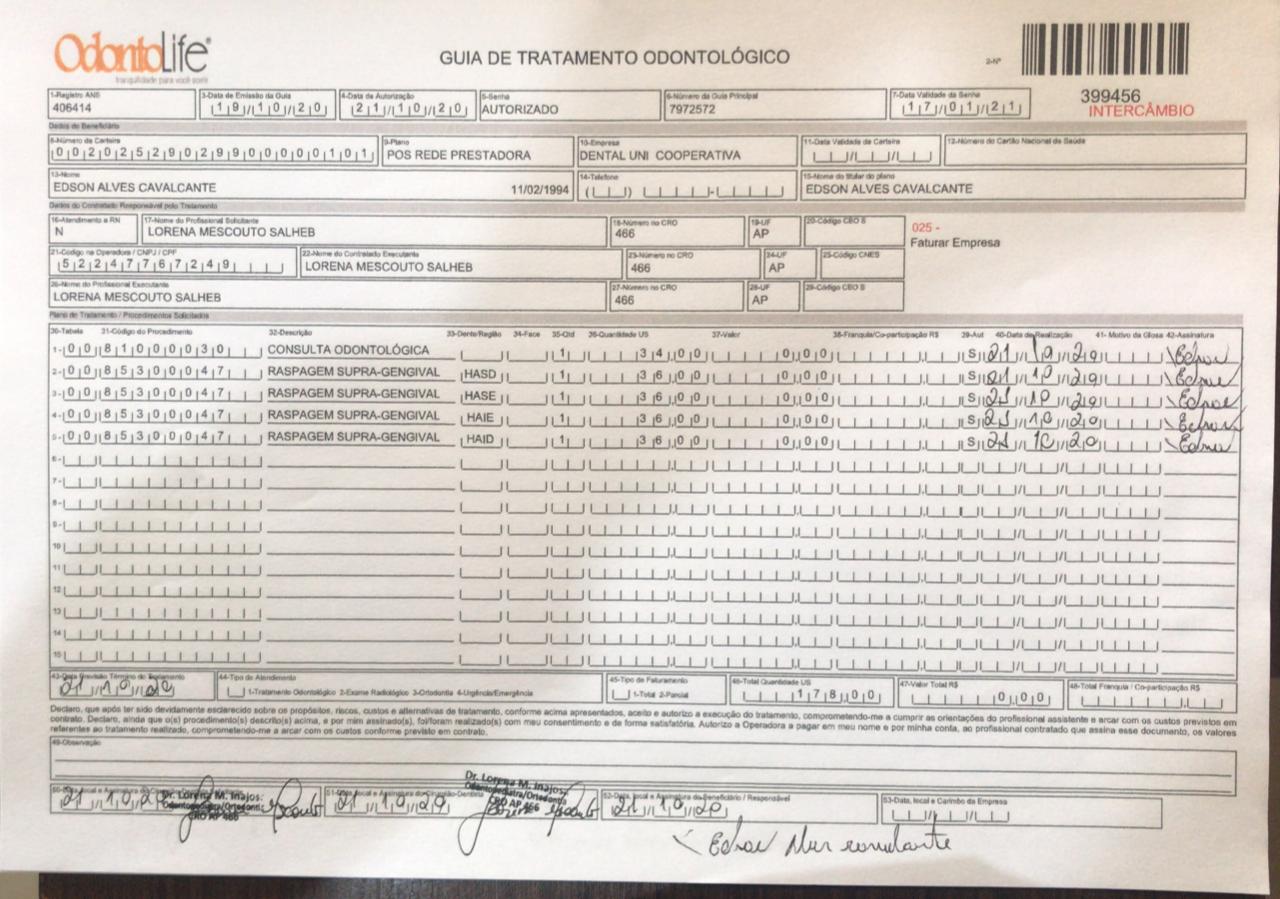 OdontoLife®
tranquilidade para você sorrir
GUIA DE TRATAMENTO ODONTOLÓGICO
2-Nº
399456
INTERCÂMBIO
1-Registro ANS 3-Data de Emissão da Guia 4-Data de Autorização 5-Senha 6-Número da Guia Principal 7-Data Validade da Senha
406414 19/10/20 21/10/20 AUTORIZADO 7972572 17/01/21
Dados do Beneficiário
8-Número da Carteira 9-Plano 10-Empresa 11-Data Validade da Carteira 12-Número do Cartão Nacional de Saúde
00202529029900000101 POS REDE PRESTADORA DENTAL UNI COOPERATIVA
13-Nome 14-Telefone 15-Nome do titular do plano
EDSON ALVES CAVALCANTE 11/02/1994 EDSON ALVES CAVALCANTE
Dados do Contratado Responsável pelo Tratamento
16-Atendimento a RN 17-Nome do Profissional Solicitante 18-Número no CRO 19-UF 20-Código CBO S
N LORENA MESCOUTO SALHEB 466 AP
025 -
Faturar Empresa
21-Código na Operadora / CNPJ / CPF 22-Nome do Contratado Executante 23-Número no CRO 24-UF 25-Código CNES
52247767249 LORENA MESCOUTO SALHEB 466 AP
26-Nome do Profissional Executante 27-Número no CRO 28-UF 29-Código CBO S
LORENA MESCOUTO SALHEB 466 AP
Plano de Tratamento / Procedimentos Solicitados
30-Tabela 31-Código do Procedimento 32-Descrição 33-Dente/Região 34-Face 35-Qtd 36-Quantidade US 37-Valor 38-Franquia/Co-participação R$ 39-Aut 40-Data de Realização 41- Motivo da Glosa 42-Assinatura
1- 00 81000030 CONSULTA ODONTOLÓGICA 1 34,00 0,00 S 21/10/20
2- 00 85300047 RASPAGEM SUPRA-GENGIVAL HASD 1 36,00 0,00 S 21/10/20
3- 00 85300047 RASPAGEM SUPRA-GENGIVAL HASE 1 36,00 0,00 S 21/10/20
4- 00 85300047 RASPAGEM SUPRA-GENGIVAL HAIE 1 36,00 0,00 S 21/10/20
5- 00 85300047 RASPAGEM SUPRA-GENGIVAL HAID 1 36,00 0,00 S 21/10/20
6-
7-
8-
9-
10
11
12
13
14
15
43-Data Previsão Término do Tratamento 44-Tipo de Atendimento 45-Tipo de Faturamento 46-Total Quantidade US 47-Valor Total R$ 48-Total Franquia / Co-participação R$
21/10/20 1-Tratamento Odontológico 2-Exame Radiológico 3-Ortodontia 4-Urgência/Emergência 1-Total 2-Parcial 178,00 0,00
Declaro, que após ter sido devidamente esclarecido sobre os propósitos, riscos, custos e alternativas de tratamento, conforme acima apresentados, aceito e autorizo a execução do tratamento, comprometendo-me a cumprir as orientações do profissional assistente e arcar com os custos previstos em
contrato. Declaro, ainda que o(s) procedimento(s) descrito(s) acima, e por mim assinado(s), foi/foram realizado(s) com meu consentimento e de forma satisfatória. Autorizo a Operadora a pagar em meu nome e por minha conta, ao profissional contratado que assina esse documento, os valores
referentes ao tratamento realizado, comprometendo-me a arcar com os custos conforme previsto em contrato.
49-Observação
52-Data, local e Assinatura do Beneficiário / Responsável 53-Data, local e Carimbo da Empresa
21/10/20 21/10/20 21/10/20
Dr. Lorena M. Inajos:
Odontopediatra/Ortodontia
CRO AP 466
Dr. Lorena M. Inajos:
Odontopediatra/Ortodontia
CRO AP 466